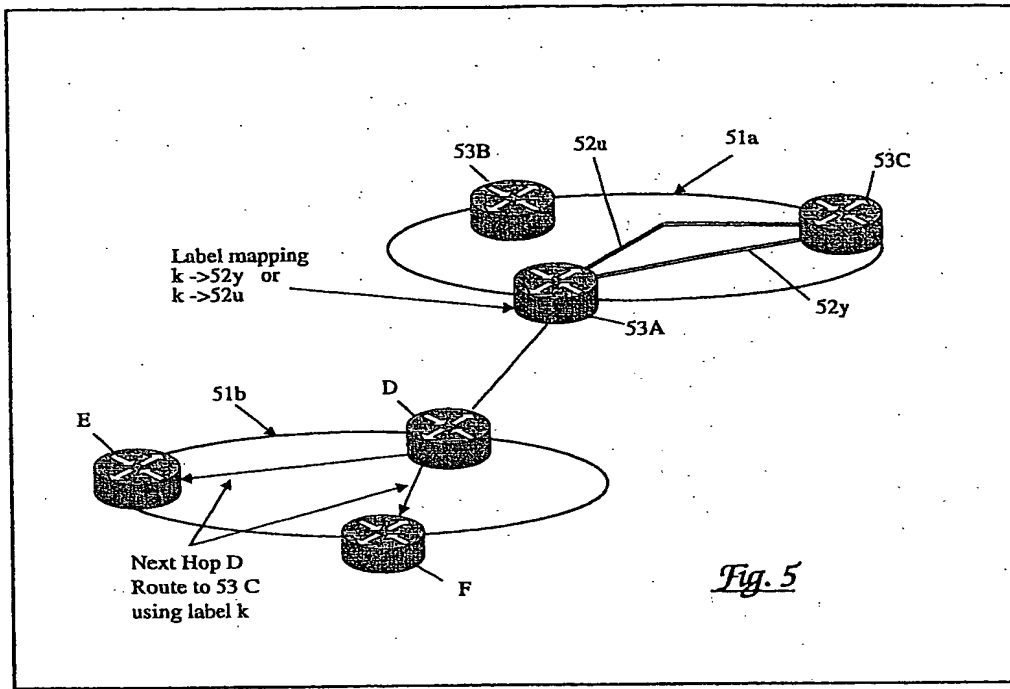 53B
52u
51a
53C
Label mapping
k ->52y or
k ->52u
53A
52y
51b
D
E
Next Hop D
Route to 53 C
using label k
F
Fig. 5